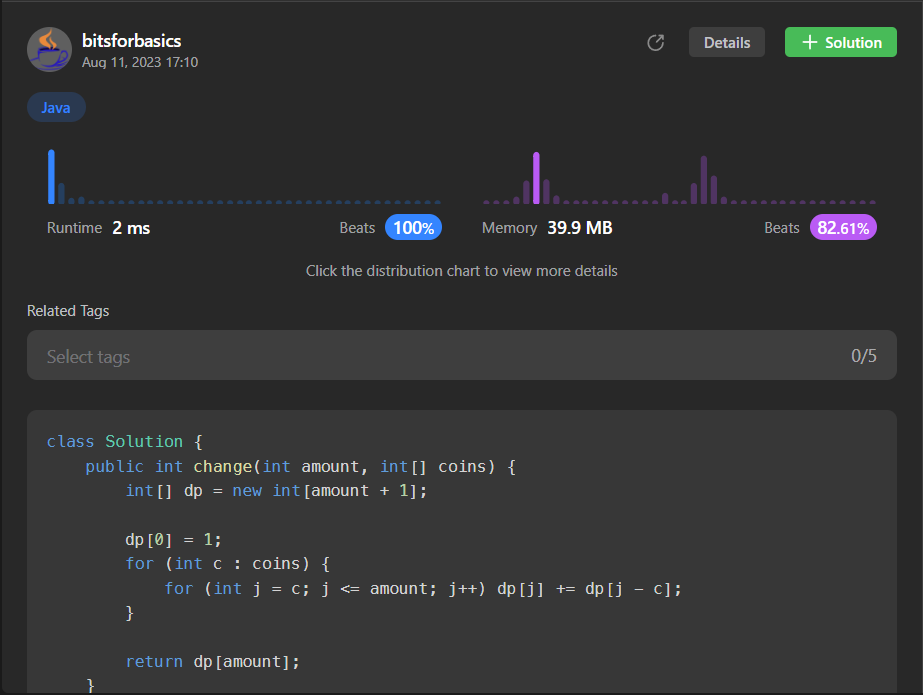 bitsforbasics
Aug 11, 2023 17:10
Details
+ Solution
Java
Runtime 2 ms Beats 100%
Memory 39.9 MB Beats 82.61%
Click the distribution chart to view more details
Related Tags
Select tags 0/5
class Solution {
    public int change(int amount, int[] coins) {
        int[] dp = new int[amount + 1];

        dp[0] = 1;
        for (int c : coins) {
            for (int j = c; j <= amount; j++) dp[j] += dp[j - c];
        }

        return dp[amount];
    }